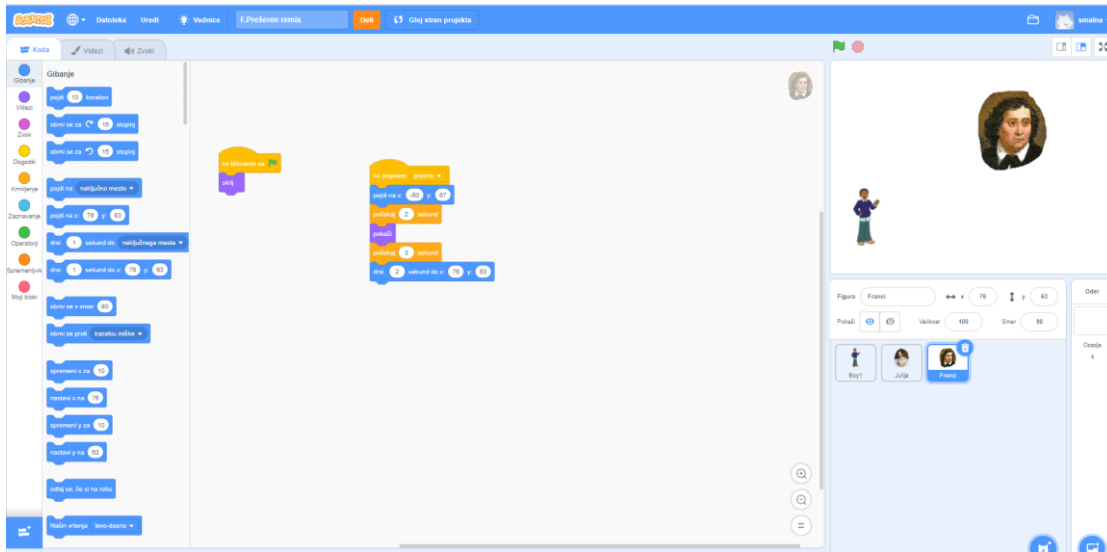 SCRATCH Datoteka Uredi Vadnice F.Prešeren remix Deli Glej stran projekta smalna
Koda Videzi Zvoki
Gibanje
Videzi
Zvok
Dogodki
Krmiljenje
Zaznavanje
Operatorji
Spremenljivk
Moji bloki
Gibanje
pojdi 10 korakov
obrni se za 15 stopinj
obrni se za 15 stopinj
pojdi na naključno mesto
pojdi na x: 76 y: 63
drsi 1 sekund do naključnega mesta
drsi 1 sekund do x: 76 y: 63
obrni se v smer 90
obrni se proti kazalcu miške
spremeni x za 10
nastavi x na 76
spremeni y za 10
nastavi y na 63
odbij se, če si na robu
Način vrtenja levo-desno
ko kliknemo na
skrij
ko prejmem prazno
pojdi na x: -60 y: 67
počakaj 2 sekund
pokaži
počakaj 3 sekund
drsi 2 sekund do x: 76 y: 63
Figura Franci x 76 y 63
Pokaži Velikost 100 Smer 90
Boy1 Julija Franci
Oder
Ozadja
4